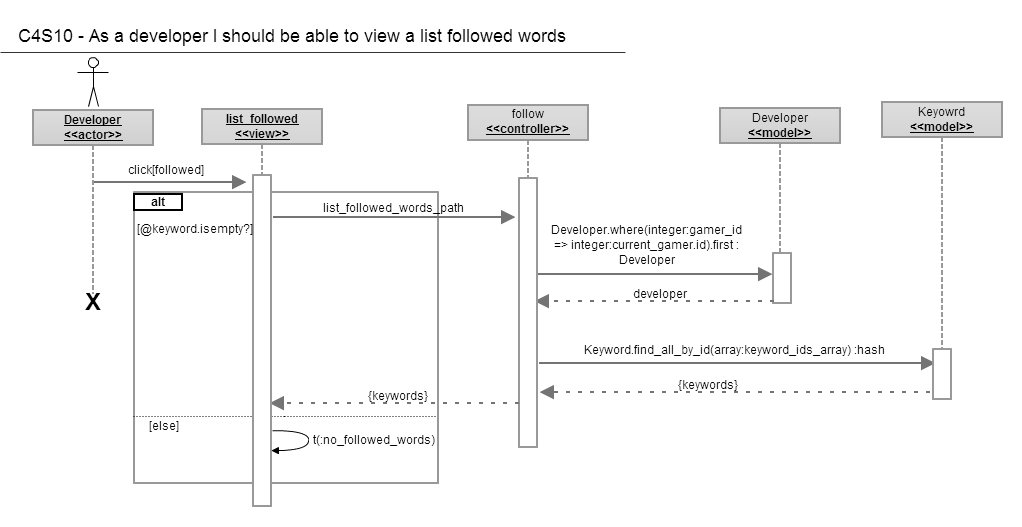 C4S10 - As a developer I should be able to view a list followed words
Developer
<<actor>>
list_followed
<<view>>
follow
<<controller>>
Developer
<<model>>
Keyowrd
<<model>>
click[followed]
alt
[@keyword.isempty?]
list_followed_words_path
Developer.where(integer:gamer_id
=> integer:current_gamer.id).first :
Developer
developer
X
Keyword.find_all_by_id(array:keyword_ids_array) :hash
{keywords}
{keywords}
[else]
t(:no_followed_words)